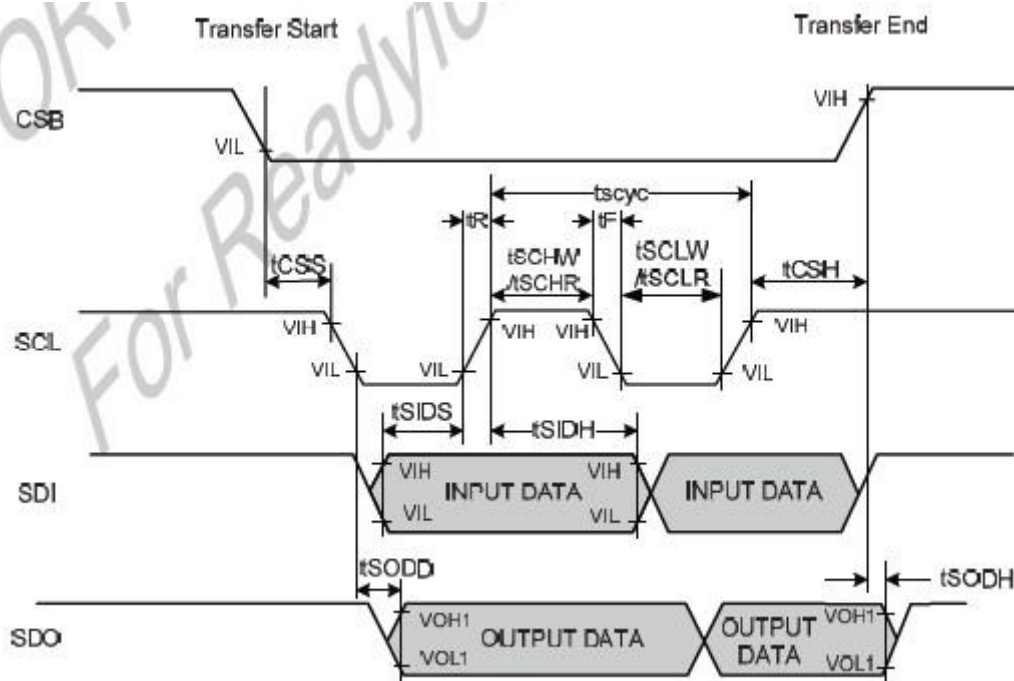 Transfer Start
Transfer End
CSB
VIL
VIH
tscyc
tR
tF
tCSS
tSCHW
/tSCHR
tSCLW
/tSCLR
tCSH
SCL
VIH
VIL
VIL
VIH
VIH
VIL
VIL
VIH
tSIDS
tSIDH
SDI
VIH
VIL
INPUT DATA
VIH
VIL
INPUT DATA
tSODD
tSODH
SDO
VOH1
VOL1
OUTPUT DATA
OUTPUT
DATA
VOH1
VOL1